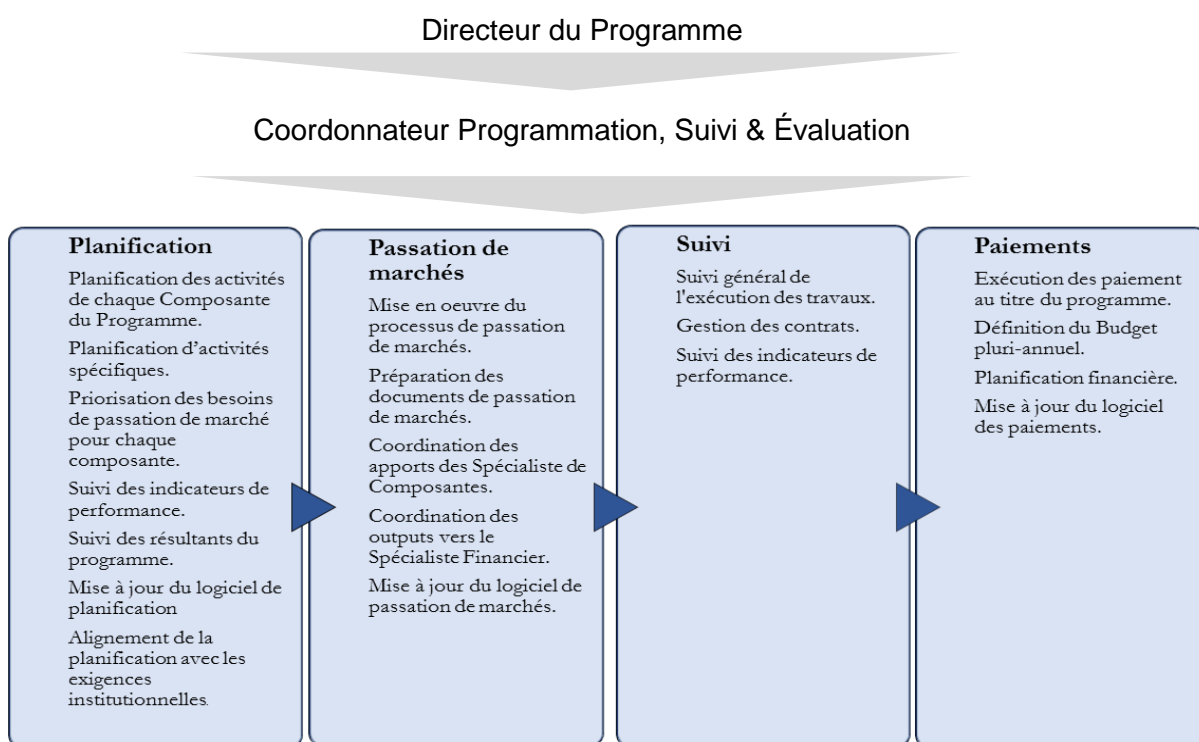 Directeur du Programme
Coordonnateur Programmation, Suivi & Évaluation
Planification
Planification des activités
de chaque Composante
du Programme.
Planification d'activités
spécifiques.
Priorisation des besoins
de passation de marché
pour chaque
composante.
Suivi des indicateurs de
performance.
Suivi des résultants du
programme.
Mise à jour du logiciel de
planification
Alignement de la
planification avec les
exigences
institutionnelles.
Passation de
marchés
Mise en oeuvre du
processus de passation
de marchés.
Préparation des
documents de passation
de marchés.
Coordination des
apports des Spécialiste de
Composantes.
Coordination des
outputs vers le
Spécialiste Financier.
Mise à jour du logiciel de
passation de marchés.
Suivi
Suivi général de
l'exécution des travaux.
Gestion des contrats.
Suivi des indicateurs de
performance.
Paiements
Exécution des paiement
au titre du programme.
Définition du Budget
pluri-annuel.
Planification financière.
Mise à jour du logiciel
des paiements.